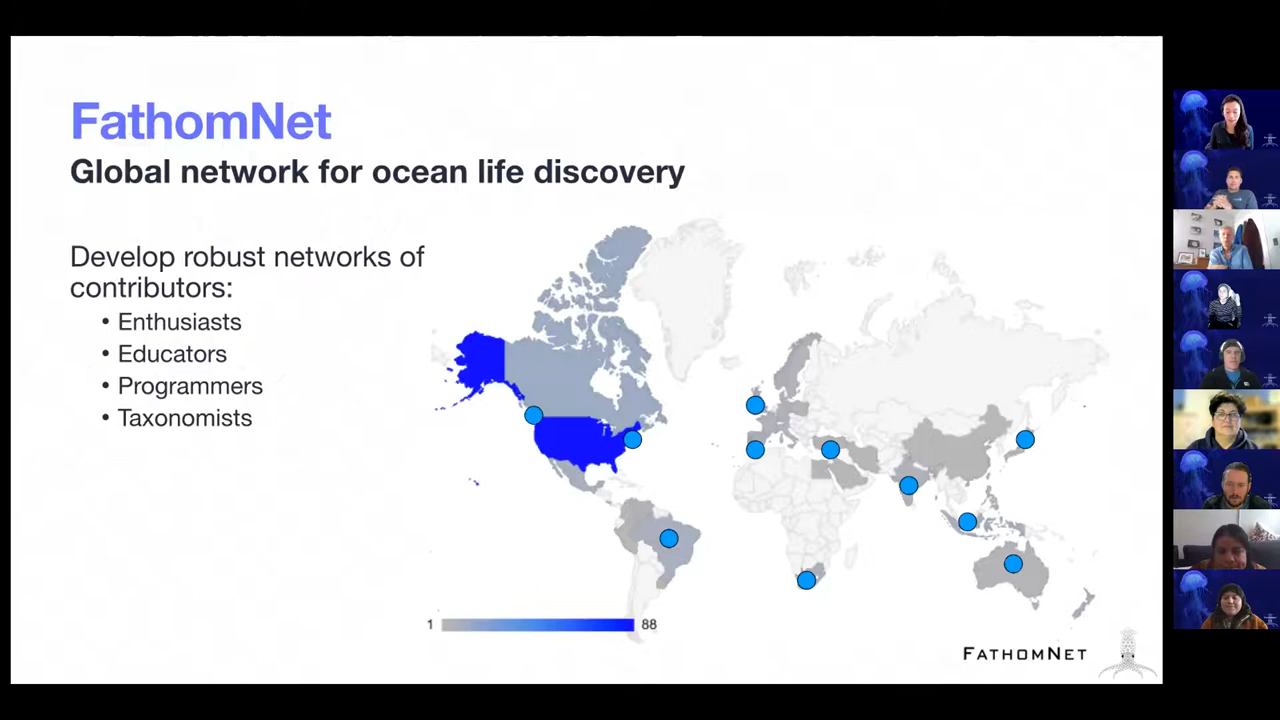 FathomNet
Global network for ocean life discovery
Develop robust networks of
contributors:
• Enthusiasts
• Educators
• Programmers
• Taxonomists
1
88
FATHOMNET